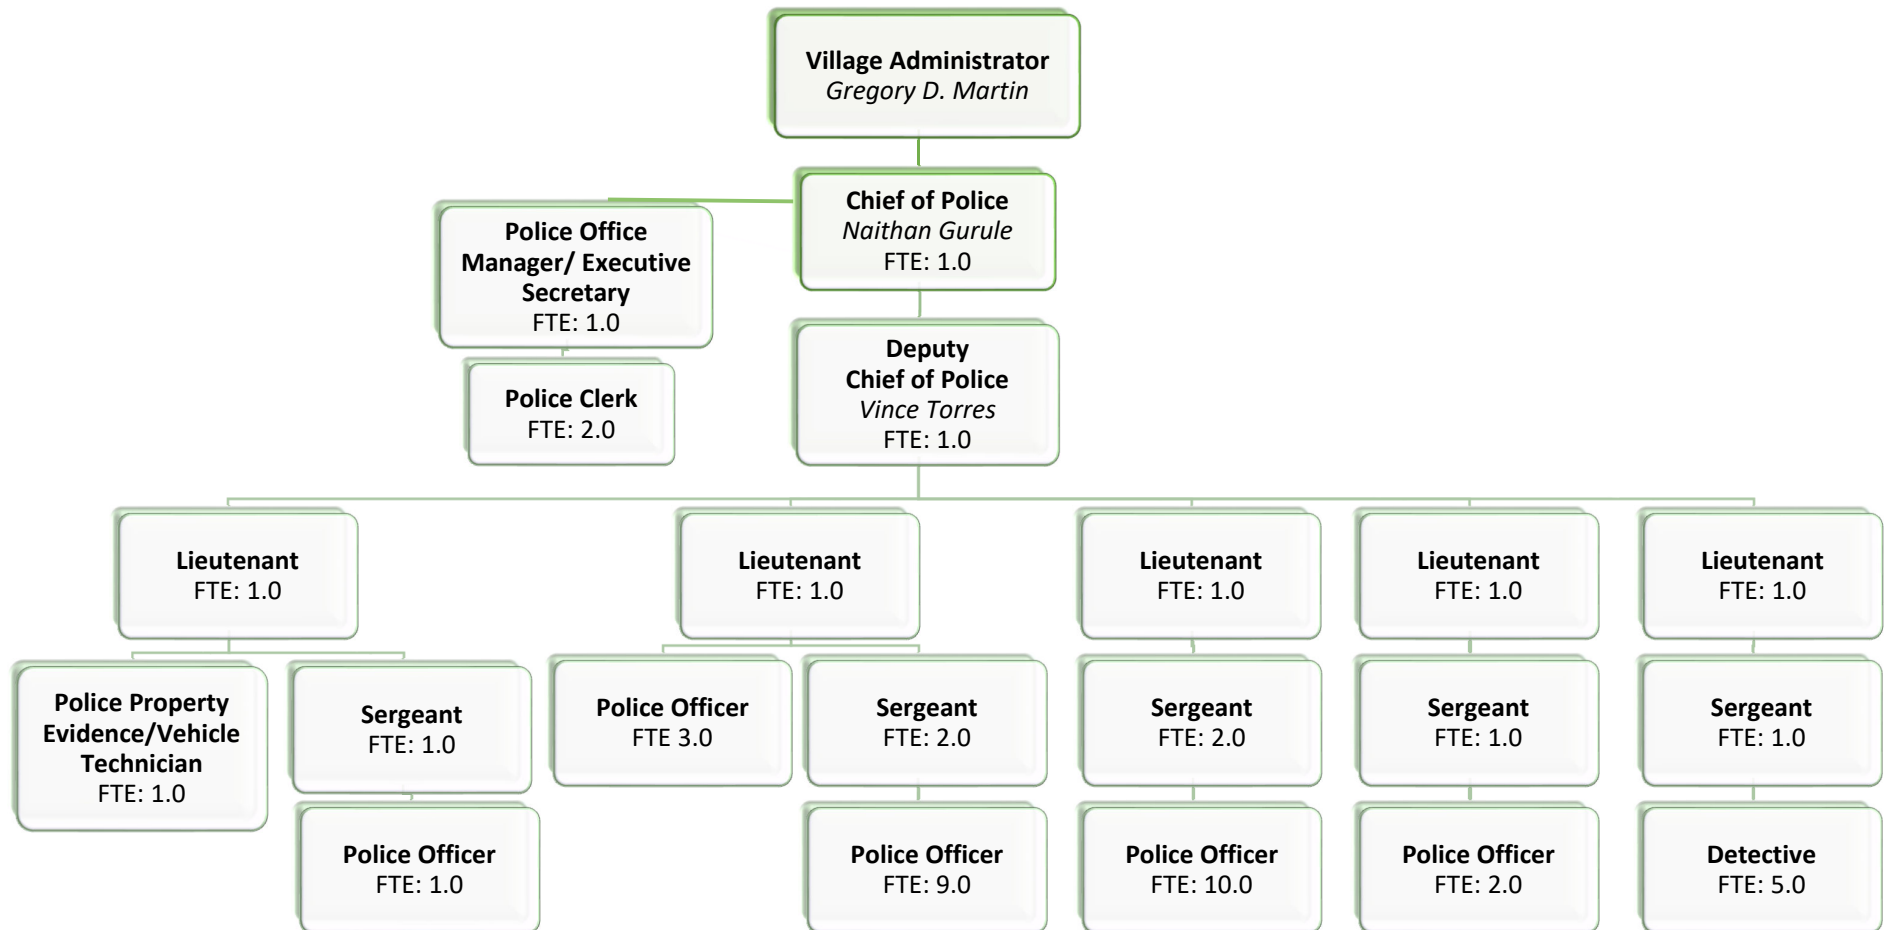 Village Administrator
Gregory D. Martin
Chief of Police
Naithan Gurule
FTE: 1.0
Police Office
Manager/ Executive
Secretary
FTE: 1.0
Police Clerk
FTE: 2.0
Deputy
Chief of Police
Vince Torres
FTE: 1.0
Lieutenant
FTE: 1.0
Lieutenant
FTE: 1.0
Lieutenant
FTE: 1.0
Lieutenant
FTE: 1.0
Lieutenant
FTE: 1.0
Police Property
Evidence/Vehicle
Technician
FTE: 1.0
Sergeant
FTE: 1.0
Police Officer
FTE 3.0
Sergeant
FTE: 2.0
Sergeant
FTE: 2.0
Sergeant
FTE: 1.0
Sergeant
FTE: 1.0
Police Officer
FTE: 1.0
Police Officer
FTE: 9.0
Police Officer
FTE: 10.0
Police Officer
FTE: 2.0
Detective
FTE: 5.0